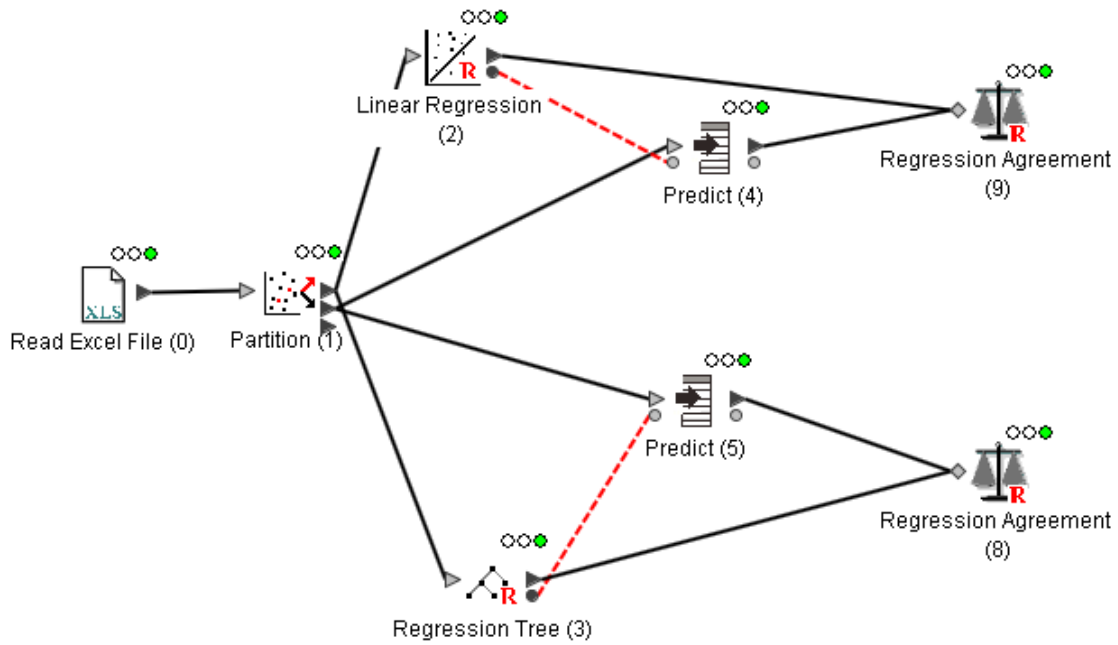 R
Linear Regression
(2)
R
Regression Agreement
(9)
Predict (4)
XLS
Read Excel File (0)
Partition (1)
Predict (5)
R
Regression Agreement
(8)
R
Regression Tree (3)